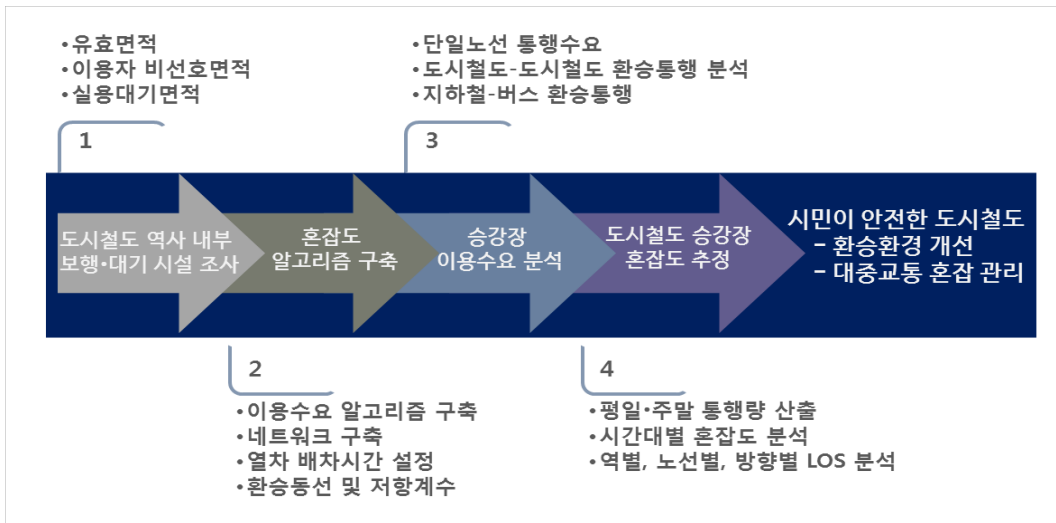 •유효면적
•이용자 비선호면적
•실용대기면적
1
•단일노선 통행수요
•도시철도-도시철도 환승통행 분석
•지하철-버스 환승통행
3
도시철도 역사 내부
보행•대기 시설 조사
혼잡도
알고리즘 구축
승강장
이용수요 분석
도시철도 승강장
혼잡도 추정
시민이 안전한 도시철도
– 환승환경 개선
– 대중교통 혼잡 관리
2
•이용수요 알고리즘 구축
•네트워크 구축
•열차 배차시간 설정
•환승동선 및 저항계수
4
•평일•주말 통행량 산출
•시간대별 혼잡도 분석
•역별, 노선별, 방향별 LOS 분석